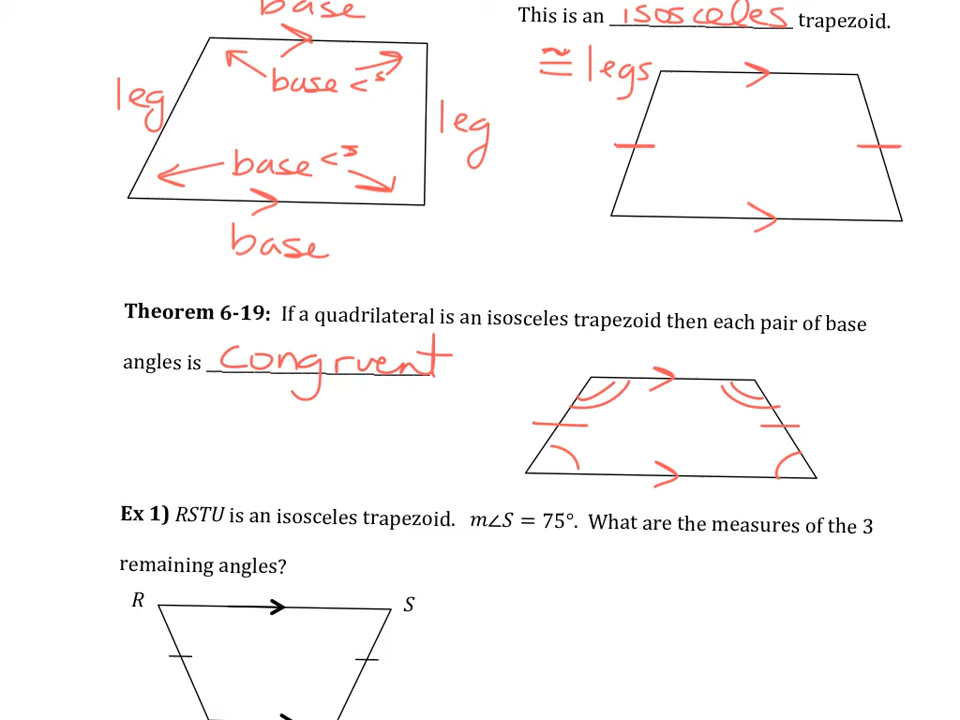 base
This is an isosceles trapezoid.
≅ legs
base <s
leg
leg
base <s
base
Theorem 6-19: If a quadrilateral is an isosceles trapezoid then each pair of base
angles is congruent
Ex 1) RSTU is an isosceles trapezoid. m∠S = 75°. What are the measures of the 3
remaining angles?
R
S